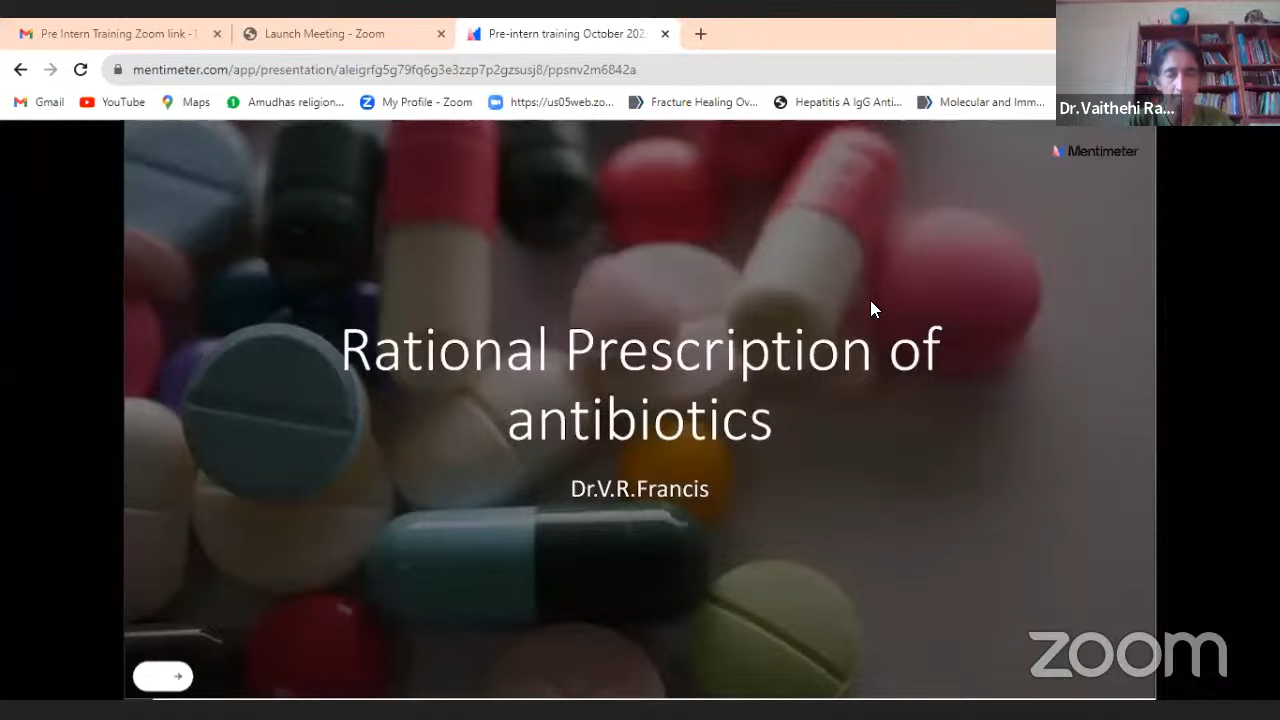 Pre Intern Training Zoom link -
Launch Meeting - Zoom
Pre-intern training October 202
mentimeter.com/app/presentation/aleigrfg5g79fq6g3e3zzp7p2gzsusj8/ppsnv2m6842a
Gmail
YouTube
Maps
Amudhas religion...
My Profile - Zoom
https://us05web.zo...
Fracture Healing Ov...
Hepatitis A IgG Anti...
Molecular and Imm...
Dr.Vaithehi Ra...
Mentimeter
Rational Prescription of
antibiotics
Dr.V.R.Francis
zoom